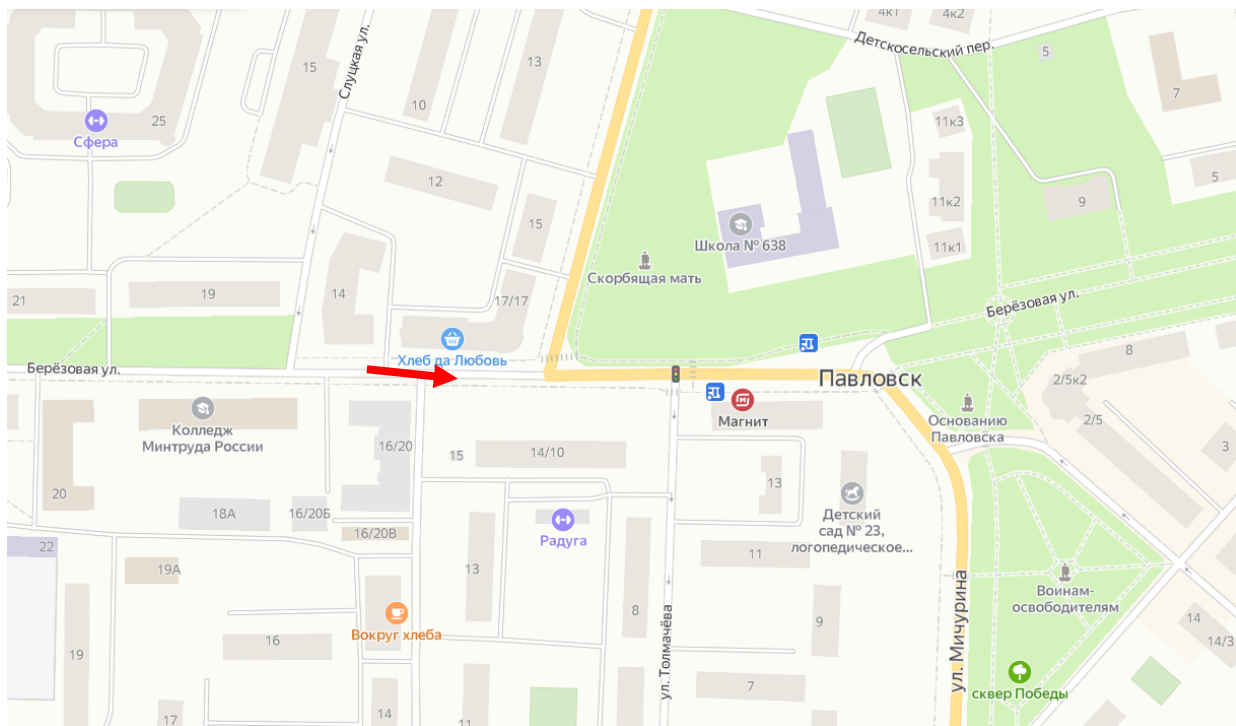 4к1
4к2
Детскосельский пер.
5
Слуцкая ул.
15
13
10
7
25
Сфера
11к3
12
5
15
11к2
9
Школа № 638
11к1
Скорбящая мать
21
19
14
17/17
Берёзовая ул.
Хлеб да Любовь
8
Берёзовая ул.
Павловск
2/5к2
Колледж
Минтруда России
Магнит
Основанию
Павловска
2/5
3
16/20
15
14/10
20
13
18А
16/20Б
Детский
сад № 23,
логопедическое...
16/20В
Радуга
22
11
19А
13
Воинам-
освободителям
8
9
14
Вокруг хлеба
16
14/3
19
ул. Толмачёва
ул. Мичурина
7
сквер Победы
17
14
11